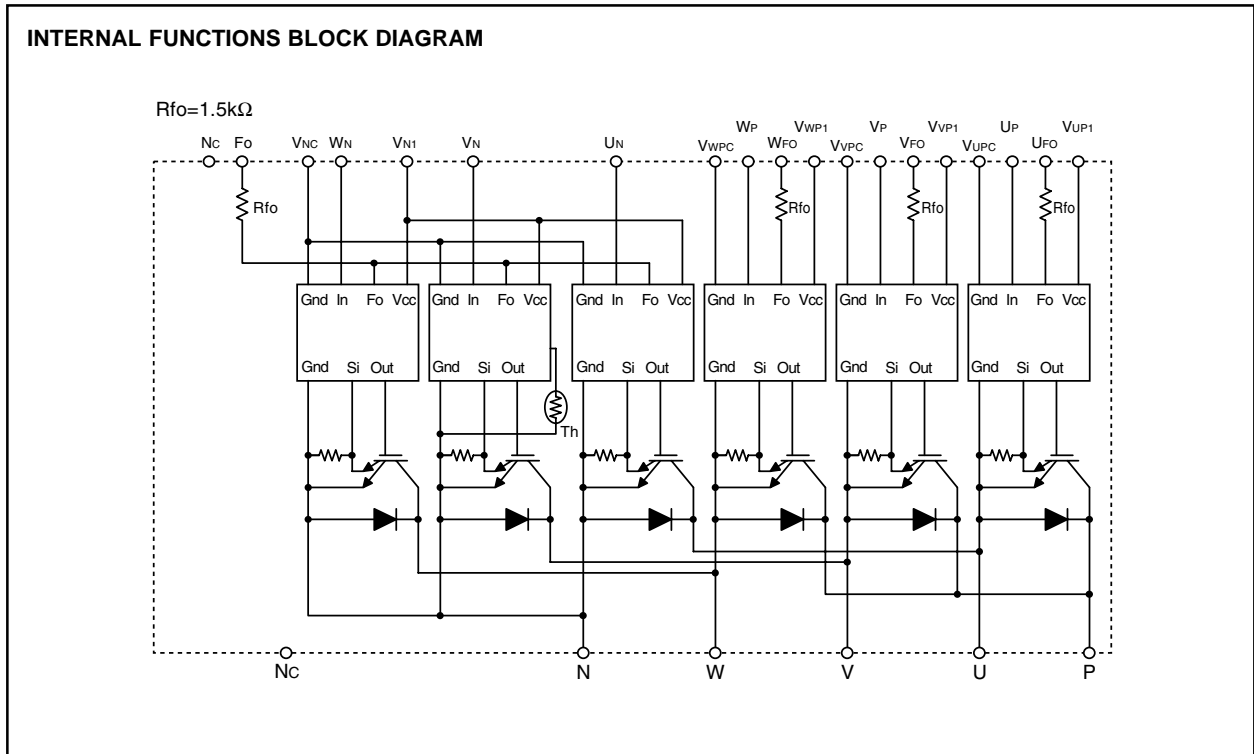 INTERNAL FUNCTIONS BLOCK DIAGRAM
Rfo=1.5kΩ
WP VWP1 VP VVP1 UP VUP1
NC FO VNC WN VN1 VN UN VWPC WFO VVPC VFO VUPC UFO
Rfo Rfo Rfo Rfo
Gnd In Fo Vcc Gnd In Fo Vcc Gnd In Fo Vcc Gnd In Fo Vcc Gnd In Fo Vcc Gnd In Fo Vcc
Gnd Si Out Gnd Si Out Gnd Si Out Gnd Si Out Gnd Si Out Gnd Si Out
Th
NC N W V U P